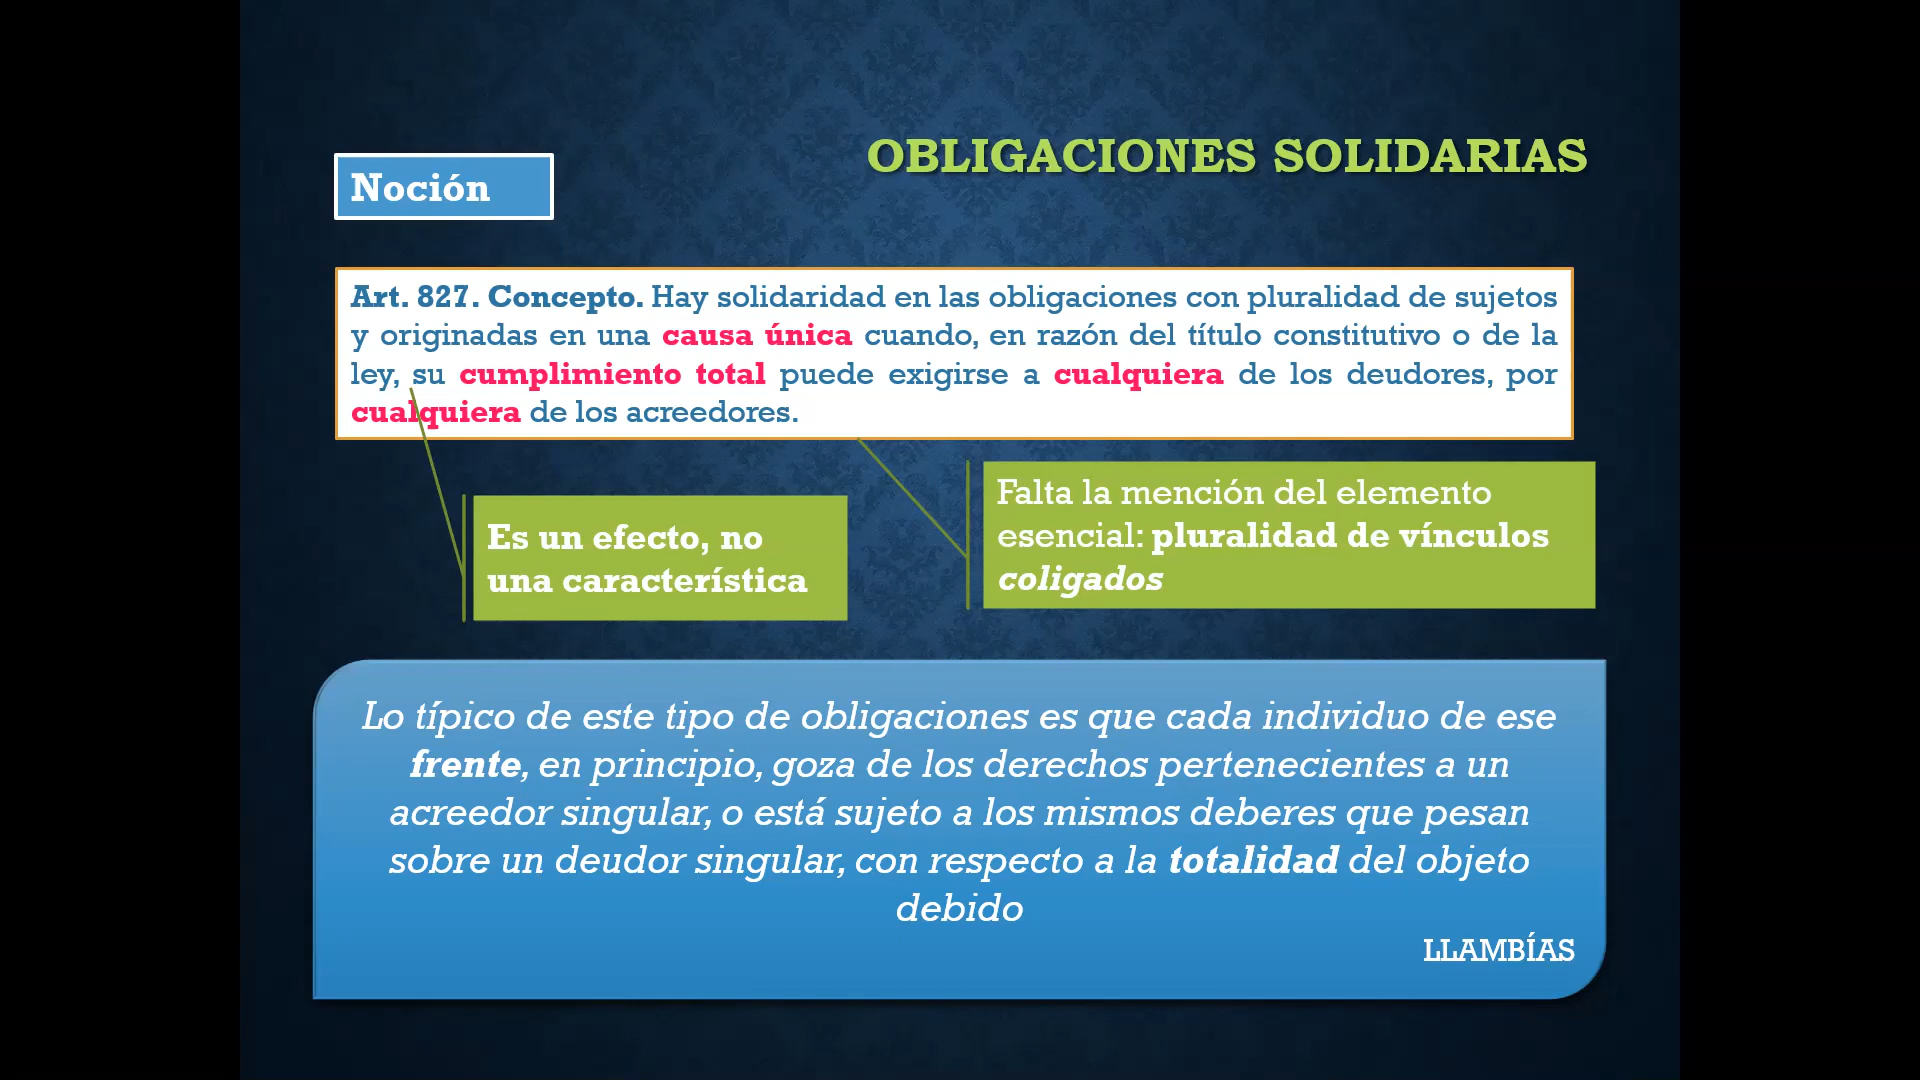 OBLIGACIONES SOLIDARIAS
Noción
Art. 827. Concepto. Hay solidaridad en las obligaciones con pluralidad de sujetos
y originadas en una causa única cuando, en razón del título constitutivo o de la
ley, su cumplimiento total puede exigirse a cualquiera de los deudores, por
cualquiera de los acreedores.
Es un efecto, no
una característica
Falta la mención del elemento
esencial: pluralidad de vínculos
coligados
Lo típico de este tipo de obligaciones es que cada individuo de ese
frente, en principio, goza de los derechos pertenecientes a un
acreedor singular, o está sujeto a los mismos deberes que pesan
sobre un deudor singular, con respecto a la totalidad del objeto
debido
LLAMBÍAS